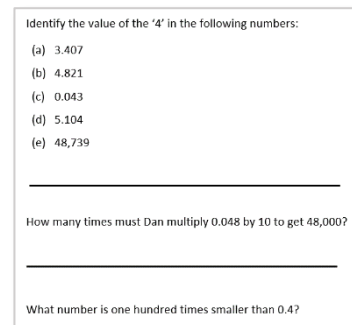 Identify the value of the ‘4’ in the following numbers:
(a) 3.407
(b) 4.821
(c) 0.043
(d) 5.104
(e) 48,739
How many times must Dan multiply 0.048 by 10 to get 48,000?
What number is one hundred times smaller than 0.4?